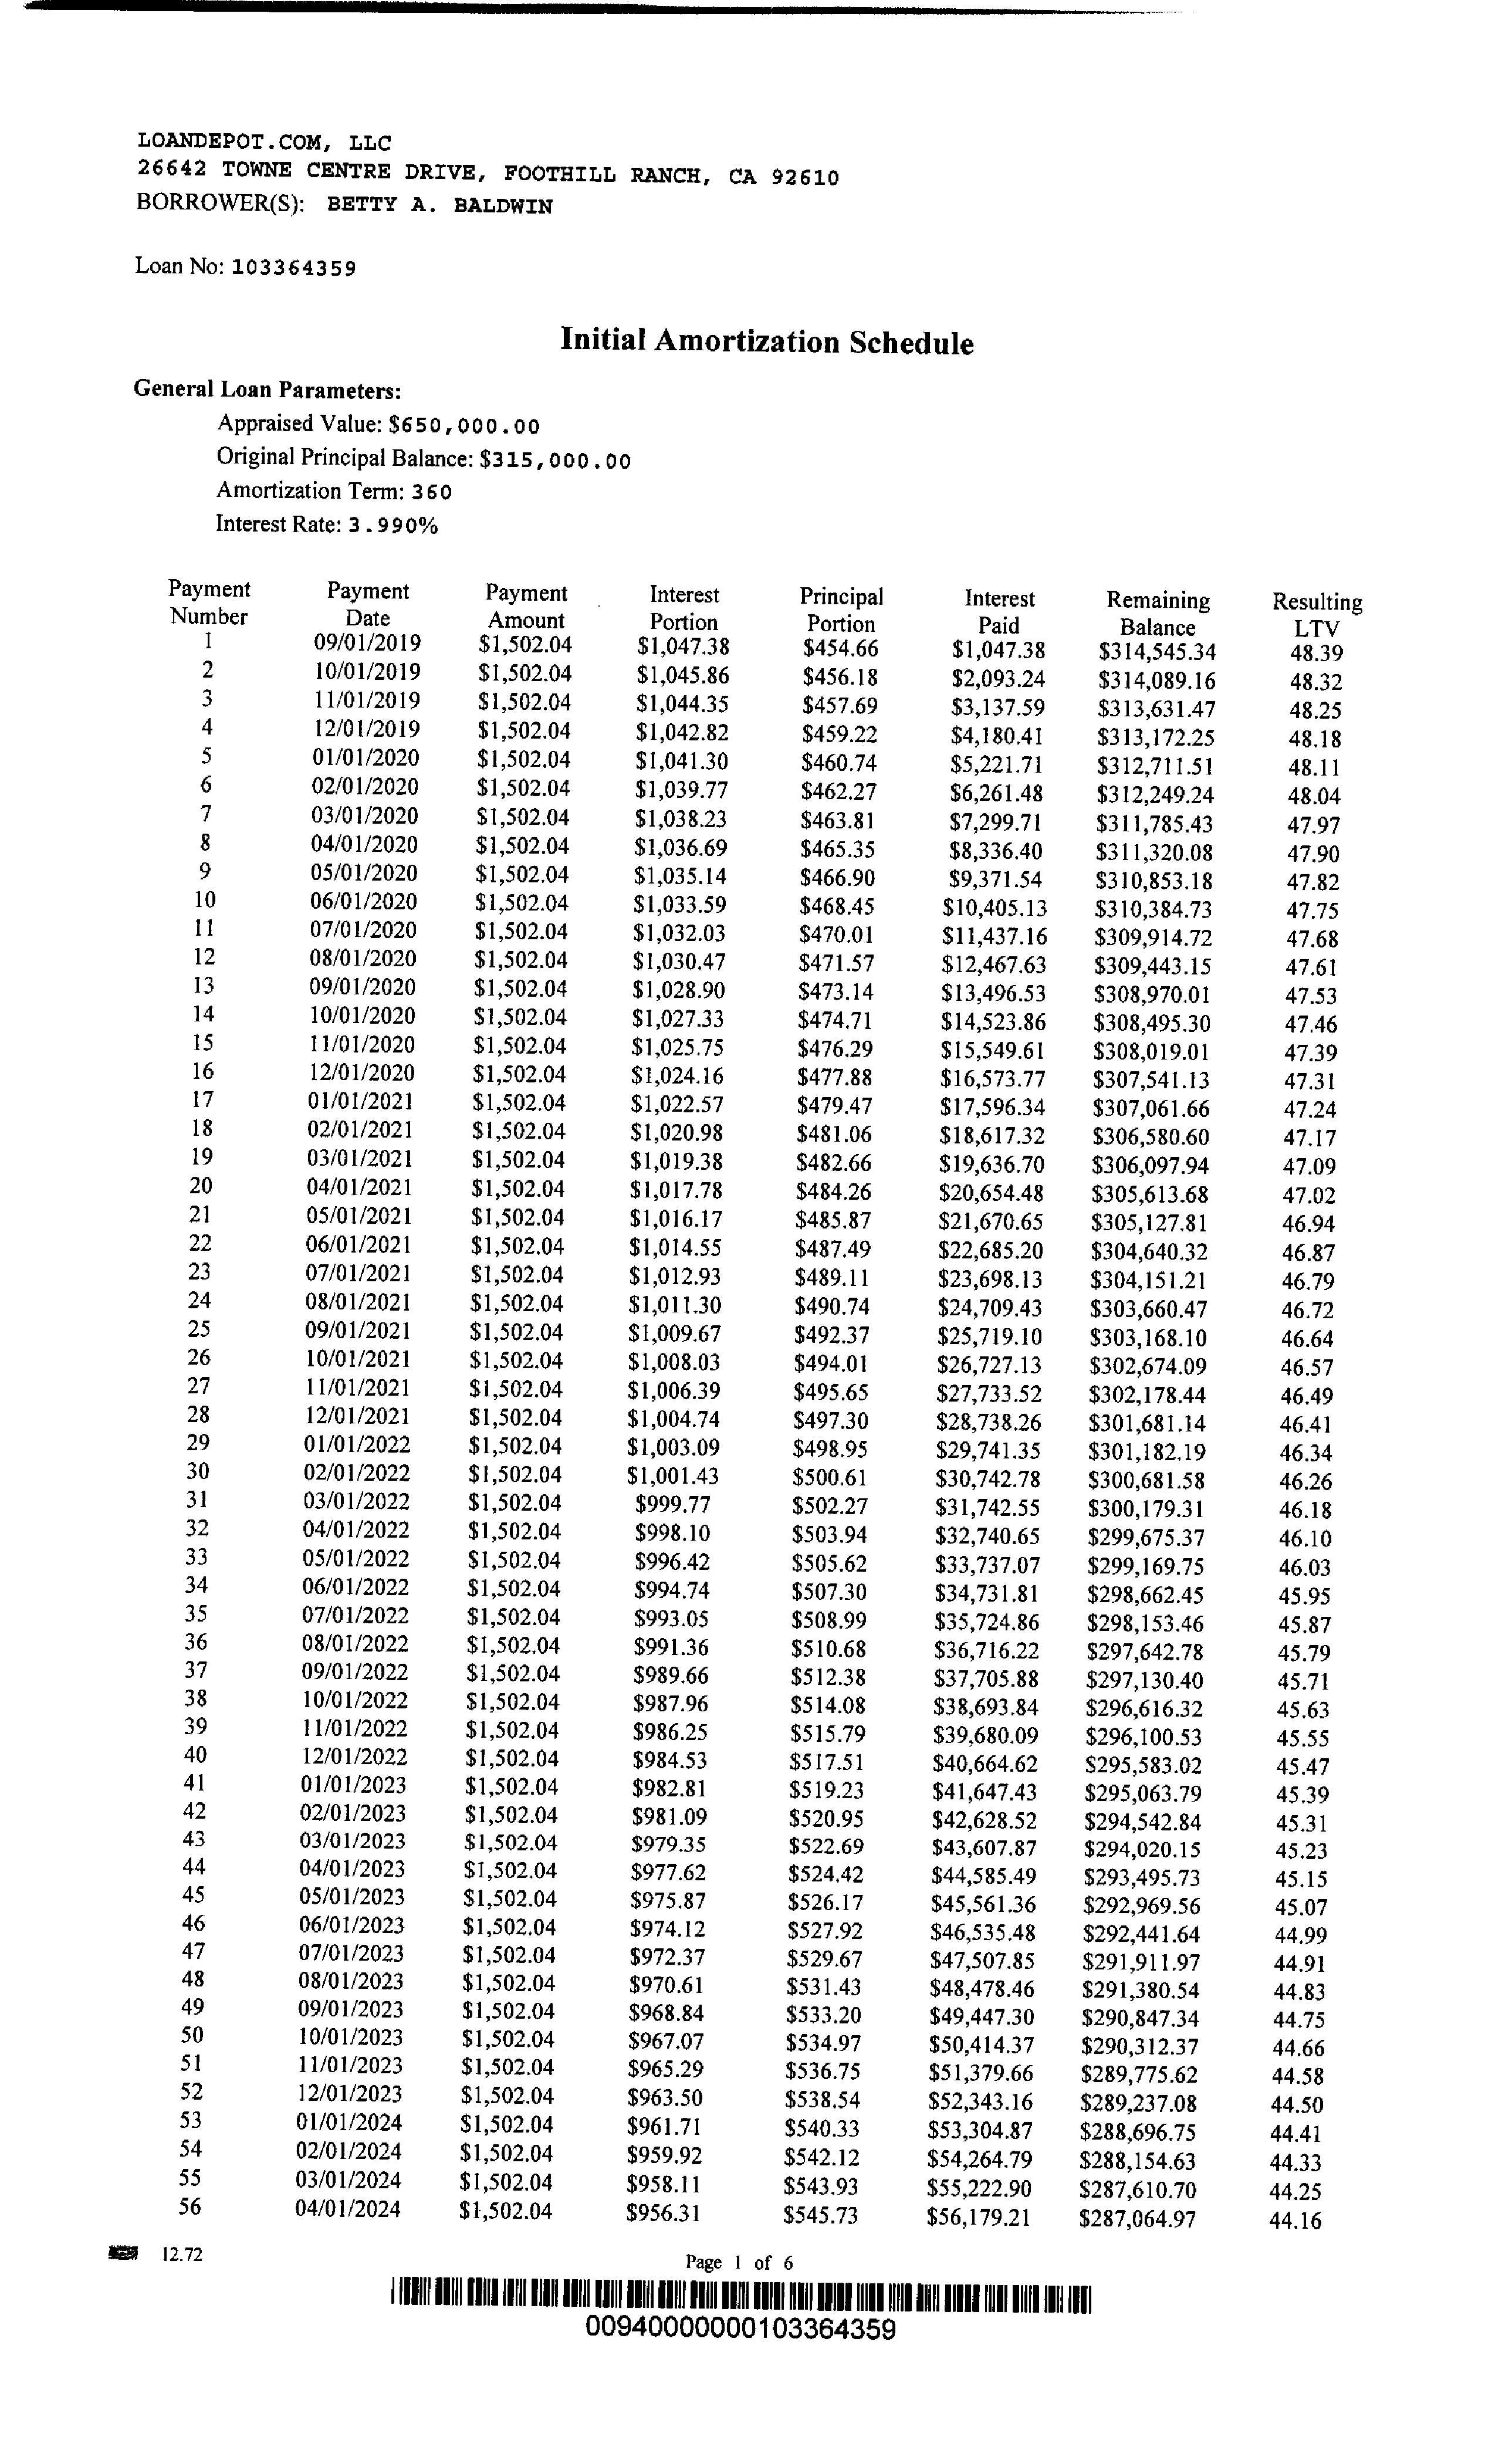 LOANDEPOT.COM, LLC
26642 TOWNE CENTRE DRIVE, FOOTHILL RANCH, CA 92610
BORROWER(S): BETTY A. BALDWIN
Loan No: 103364359
Initial Amortization Schedule
General Loan Parameters:
Appraised Value: $650,000.00
Original Principal Balance: $315,000.00
Amortization Term: 360
Interest Rate: 3.990%
Payment Payment Payment Interest Principal Interest Remaining Resulting
Number Date Amount Portion Portion Paid Balance LTV
1 09/01/2019 $1,502.04 $1,047.38 $454.66 $1,047.38 $314,545.34 48.39
2 10/01/2019 $1,502.04 $1,045.86 $456.18 $2,093.24 $314,089.16 48.32
3 11/01/2019 $1,502.04 $1,044.35 $457.69 $3,137.59 $313,631.47 48.25
4 12/01/2019 $1,502.04 $1,042.82 $459.22 $4,180.41 $313,172.25 48.18
5 01/01/2020 $1,502.04 $1,041.30 $460.74 $5,221.71 $312,711.51 48.11
6 02/01/2020 $1,502.04 $1,039.77 $462.27 $6,261.48 $312,249.24 48.04
7 03/01/2020 $1,502.04 $1,038.23 $463.81 $7,299.71 $311,785.43 47.97
8 04/01/2020 $1,502.04 $1,036.69 $465.35 $8,336.40 $311,320.08 47.90
9 05/01/2020 $1,502.04 $1,035.14 $466.90 $9,371.54 $310,853.18 47.82
10 06/01/2020 $1,502.04 $1,033.59 $468.45 $10,405.13 $310,384.73 47.75
11 07/01/2020 $1,502.04 $1,032.03 $470.01 $11,437.16 $309,914.72 47.68
12 08/01/2020 $1,502.04 $1,030.47 $471.57 $12,467.63 $309,443.15 47.61
13 09/01/2020 $1,502.04 $1,028.90 $473.14 $13,496.53 $308,970.01 47.53
14 10/01/2020 $1,502.04 $1,027.33 $474.71 $14,523.86 $308,495.30 47.46
15 11/01/2020 $1,502.04 $1,025.75 $476.29 $15,549.61 $308,019.01 47.39
16 12/01/2020 $1,502.04 $1,024.16 $477.88 $16,573.77 $307,541.13 47.31
17 01/01/2021 $1,502.04 $1,022.57 $479.47 $17,596.34 $307,061.66 47.24
18 02/01/2021 $1,502.04 $1,020.98 $481.06 $18,617.32 $306,580.60 47.17
19 03/01/2021 $1,502.04 $1,019.38 $482.66 $19,636.70 $306,097.94 47.09
20 04/01/2021 $1,502.04 $1,017.78 $484.26 $20,654.48 $305,613.68 47.02
21 05/01/2021 $1,502.04 $1,016.17 $485.87 $21,670.65 $305,127.81 46.94
22 06/01/2021 $1,502.04 $1,014.55 $487.49 $22,685.20 $304,640.32 46.87
23 07/01/2021 $1,502.04 $1,012.93 $489.11 $23,698.13 $304,151.21 46.79
24 08/01/2021 $1,502.04 $1,011.30 $490.74 $24,709.43 $303,660.47 46.72
25 09/01/2021 $1,502.04 $1,009.67 $492.37 $25,719.10 $303,168.10 46.64
26 10/01/2021 $1,502.04 $1,008.03 $494.01 $26,727.13 $302,674.09 46.57
27 11/01/2021 $1,502.04 $1,006.39 $495.65 $27,733.52 $302,178.44 46.49
28 12/01/2021 $1,502.04 $1,004.74 $497.30 $28,738.26 $301,681.14 46.41
29 01/01/2022 $1,502.04 $1,003.09 $498.95 $29,741.35 $301,182.19 46.34
30 02/01/2022 $1,502.04 $1,001.43 $500.61 $30,742.78 $300,681.58 46.26
31 03/01/2022 $1,502.04 $999.77 $502.27 $31,742.55 $300,179.31 46.18
32 04/01/2022 $1,502.04 $998.10 $503.94 $32,740.65 $299,675.37 46.10
33 05/01/2022 $1,502.04 $996.42 $505.62 $33,737.07 $299,169.75 46.03
34 06/01/2022 $1,502.04 $994.74 $507.30 $34,731.81 $298,662.45 45.95
35 07/01/2022 $1,502.04 $993.05 $508.99 $35,724.86 $298,153.46 45.87
36 08/01/2022 $1,502.04 $991.36 $510.68 $36,716.22 $297,642.78 45.79
37 09/01/2022 $1,502.04 $989.66 $512.38 $37,705.88 $297,130.40 45.71
38 10/01/2022 $1,502.04 $987.96 $514.08 $38,693.84 $296,616.32 45.63
39 11/01/2022 $1,502.04 $986.25 $515.79 $39,680.09 $296,100.53 45.55
40 12/01/2022 $1,502.04 $984.53 $517.51 $40,664.62 $295,583.02 45.47
41 01/01/2023 $1,502.04 $982.81 $519.23 $41,647.43 $295,063.79 45.39
42 02/01/2023 $1,502.04 $981.09 $520.95 $42,628.52 $294,542.84 45.31
43 03/01/2023 $1,502.04 $979.35 $522.69 $43,607.87 $294,020.15 45.23
44 04/01/2023 $1,502.04 $977.62 $524.42 $44,585.49 $293,495.73 45.15
45 05/01/2023 $1,502.04 $975.87 $526.17 $45,561.36 $292,969.56 45.07
46 06/01/2023 $1,502.04 $974.12 $527.92 $46,535.48 $292,441.64 44.99
47 07/01/2023 $1,502.04 $972.37 $529.67 $47,507.85 $291,911.97 44.91
48 08/01/2023 $1,502.04 $970.61 $531.43 $48,478.46 $291,380.54 44.83
49 09/01/2023 $1,502.04 $968.84 $533.20 $49,447.30 $290,847.34 44.75
50 10/01/2023 $1,502.04 $967.07 $534.97 $50,414.37 $290,312.37 44.66
51 11/01/2023 $1,502.04 $965.29 $536.75 $51,379.66 $289,775.62 44.58
52 12/01/2023 $1,502.04 $963.50 $538.54 $52,343.16 $289,237.08 44.50
53 01/01/2024 $1,502.04 $961.71 $540.33 $53,304.87 $288,696.75 44.41
54 02/01/2024 $1,502.04 $959.92 $542.12 $54,264.79 $288,154.63 44.33
55 03/01/2024 $1,502.04 $958.11 $543.93 $55,222.90 $287,610.70 44.25
56 04/01/2024 $1,502.04 $956.31 $545.73 $56,179.21 $287,064.97 44.16
12.72
Page 1 of 6
00940000000103364359